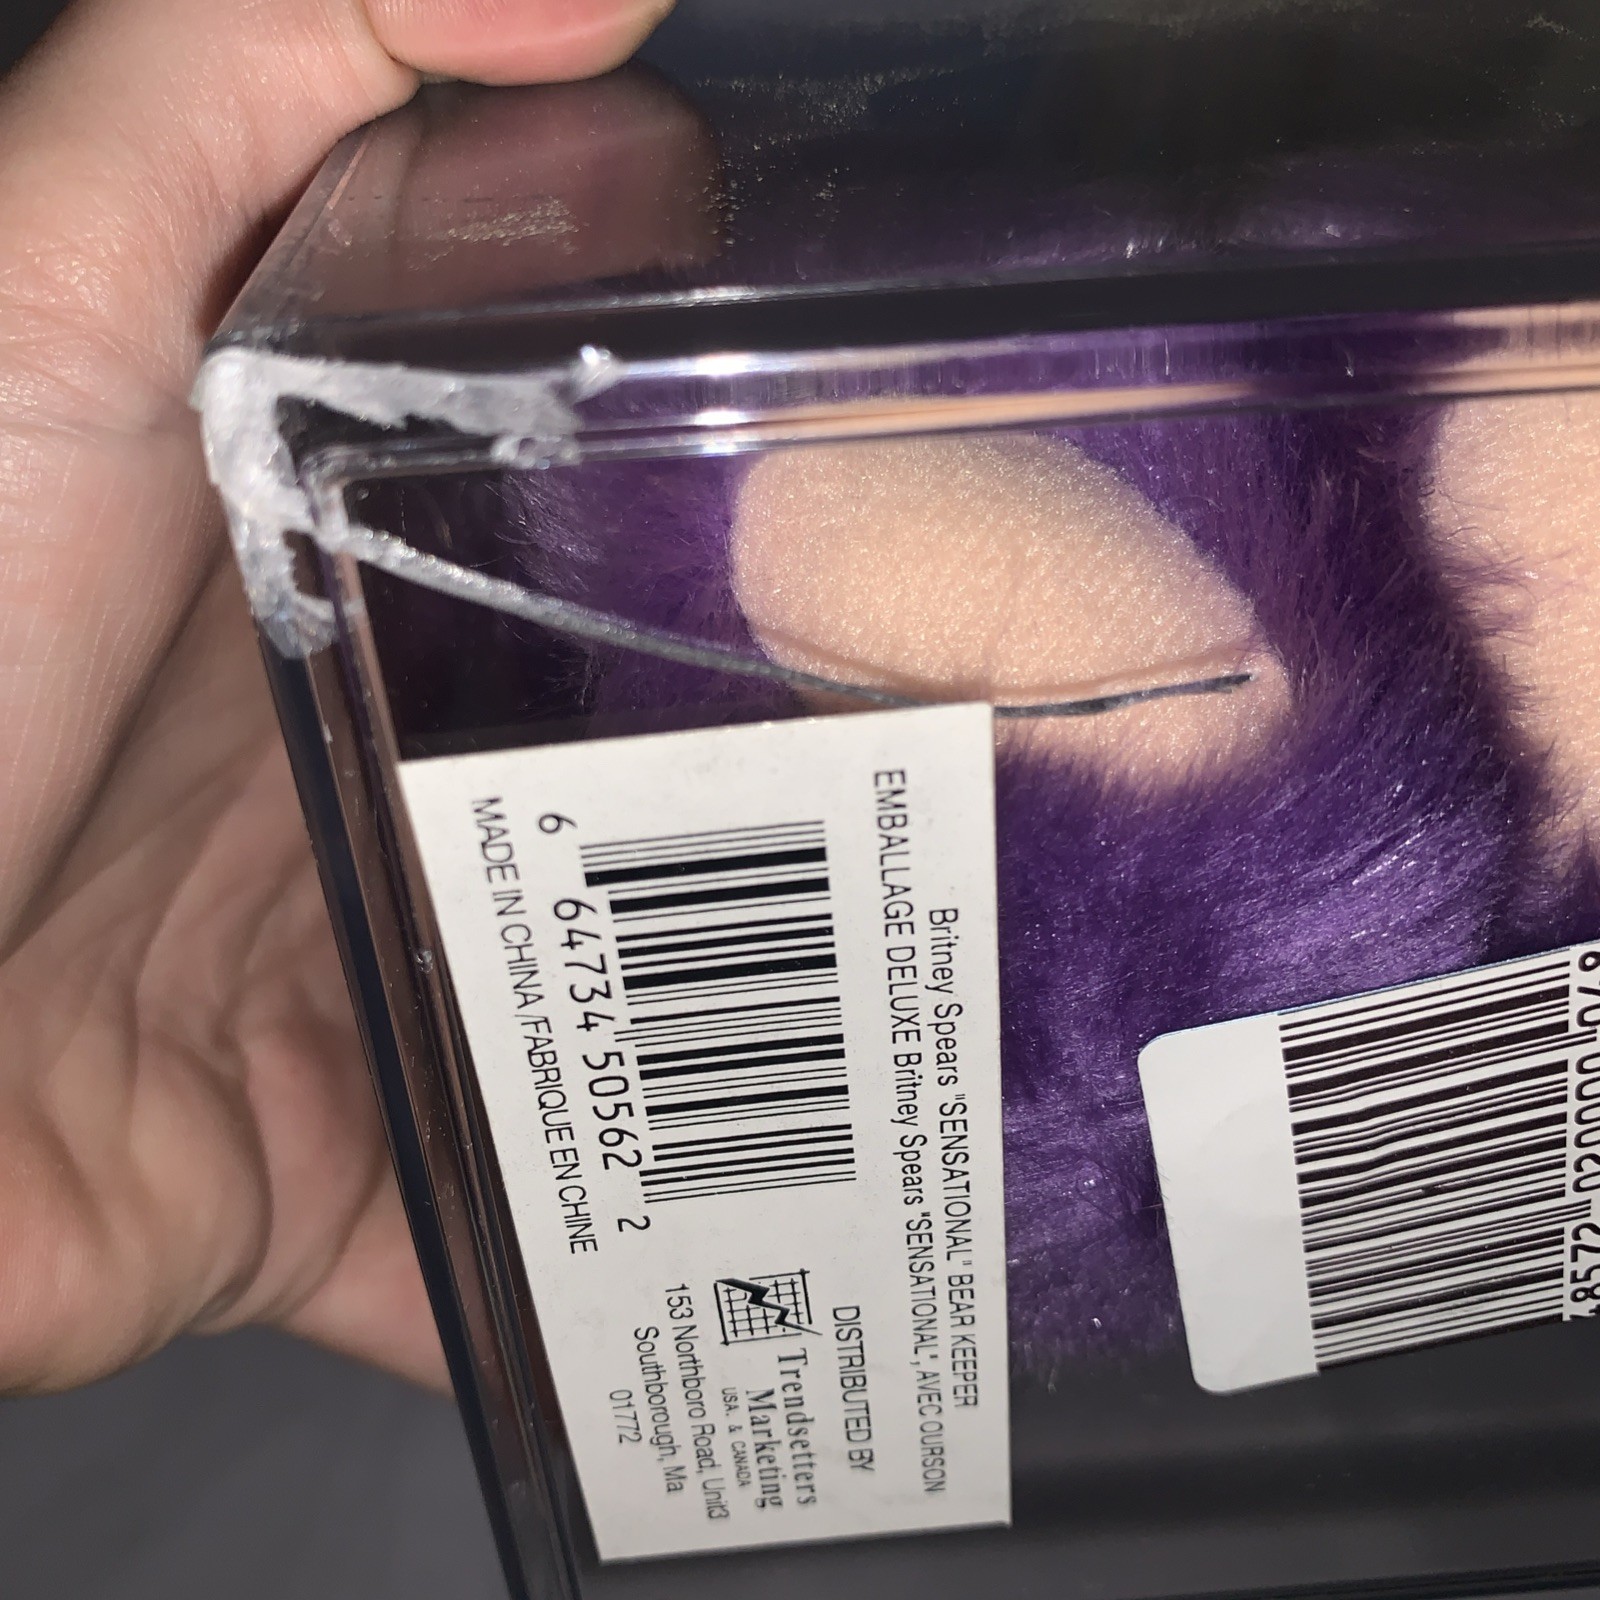 Britney Spears "SENSATIONAL" BEAR KEEPER
EMBALLAGE DELUXE Britney Spears "SENSATIONAL", AVEC OURSON
6 64734 50562 2
MADE IN CHINA/FABRIQUE EN CHINE
DISTRIBUTED BY
Trendsetters
Marketing
USA. & CANADA
153 Northboro Road, Unit3
Southborough, Ma
01772